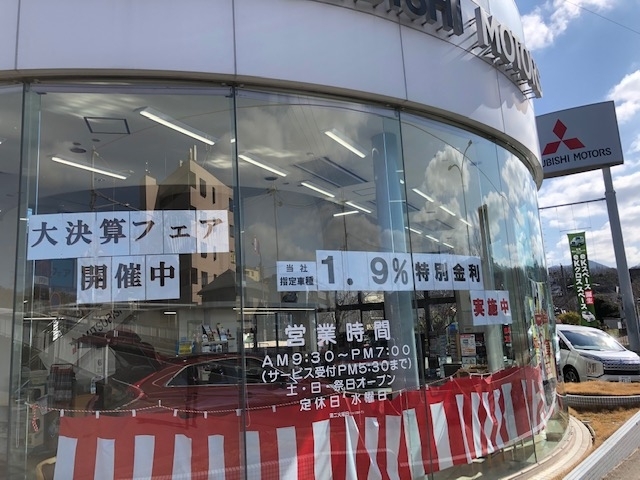 MOTORS
MITSUBISHI MOTORS
大決算フェア
開催中
当社
指定車種
1.9%特別金利
実施中
営業時間
AM9:30～PM7:00
(サービス受付PM5:30まで)
土・日・祭日オープン
定休日・水曜日